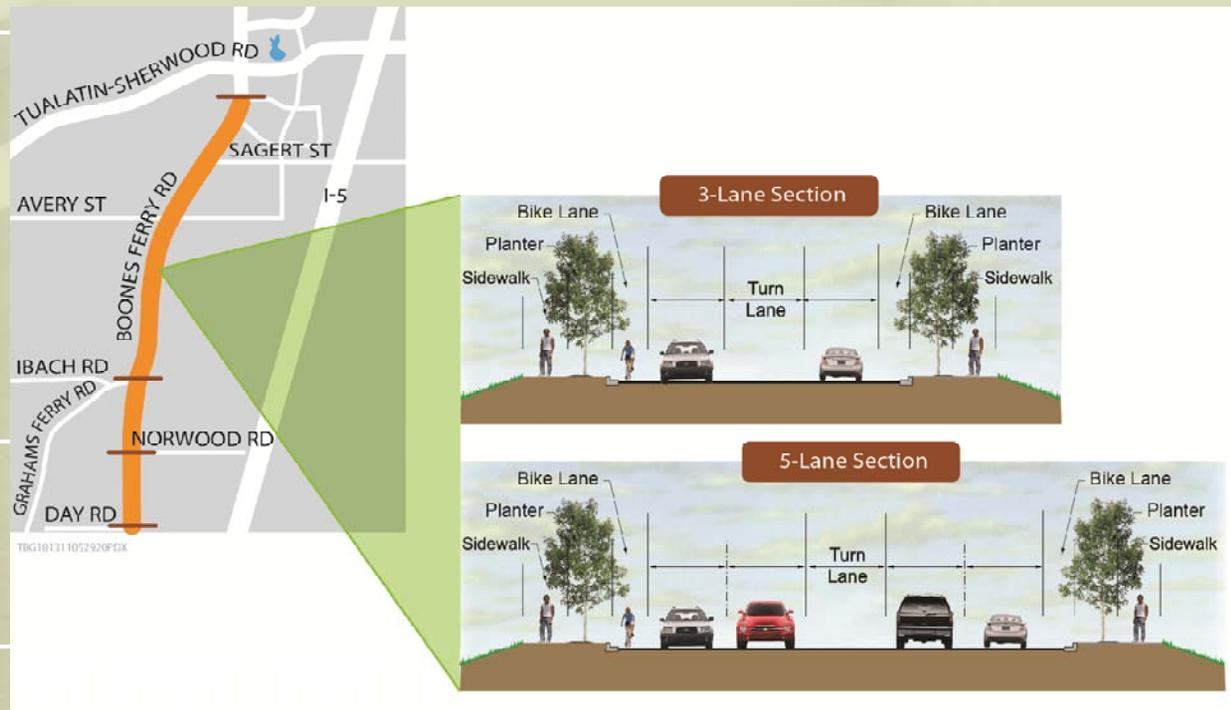 TUALATIN-SHERWOOD RD
SAGERT ST
I-5
AVERY ST
BOONES FERRY RD
IBACH RD
GRAHAMS FERRY RD
NORWOOD RD
DAY RD
TBG101311052920PDX
3-Lane Section
Bike Lane
Bike Lane
Planter
Planter
Sidewalk
Sidewalk
Turn
Lane
5-Lane Section
Bike Lane
Bike Lane
Planter
Planter
Sidewalk
Sidewalk
Turn
Lane